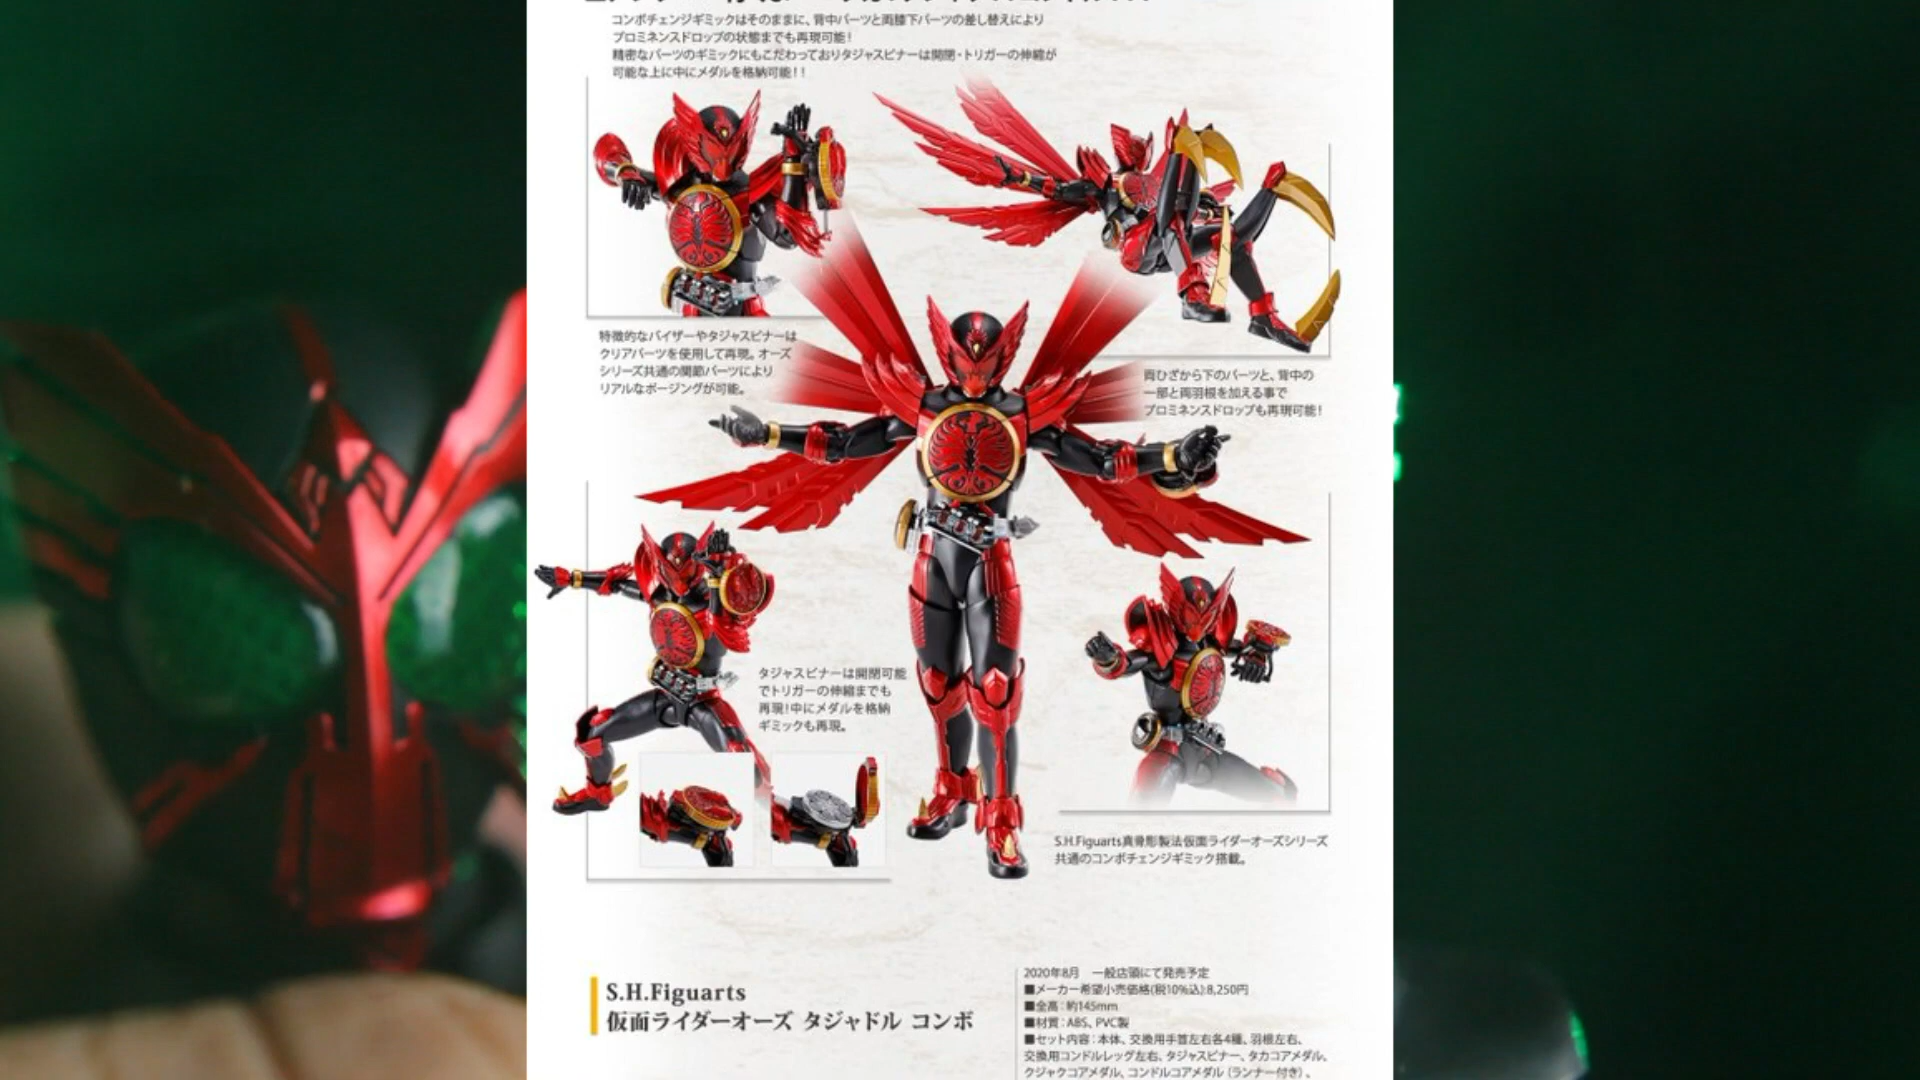 コンボチェンジギミックはそのままに、背中パーツと両膝下パーツの差し替えにより
プロミネンスドロップの状態までも再現可能！
精密なパーツのギミックにもこだわっておりタジャスピナーは開閉・トリガーの伸縮が
可能な上に中にメダルを格納可能！！
特徴的なバイザーやタジャスピナーは
クリアパーツを使用して再現。オーズ
シリーズ共通の関節パーツにより
リアルなポージングが可能。
両ひざから下のパーツと、背中の
一部と両羽根を加える事で
プロミネンスドロップも再現可能！
タジャスピナーは開閉可能
でトリガーの伸縮までも
再現！中にメダルを格納
ギミックも再現。
S.H.Figuarts真骨彫製法仮面ライダーオーズシリーズ
共通のコンボチェンジギミック搭載。
S.H.Figuarts
仮面ライダーオーズ タジャドル コンボ
2020年8月　一般店頭にて発売予定
■メーカー希望小売価格(税10%込):8,250円
■全高：約145mm
■材質：ABS、PVC製
■セット内容：本体、交換用手首左右各4種、羽根左右、
交換用コンドルレッグ左右、タジャスピナー、タカコアメダル、
クジャクコアメダル、コンドルコアメダル（ランナー付き）、